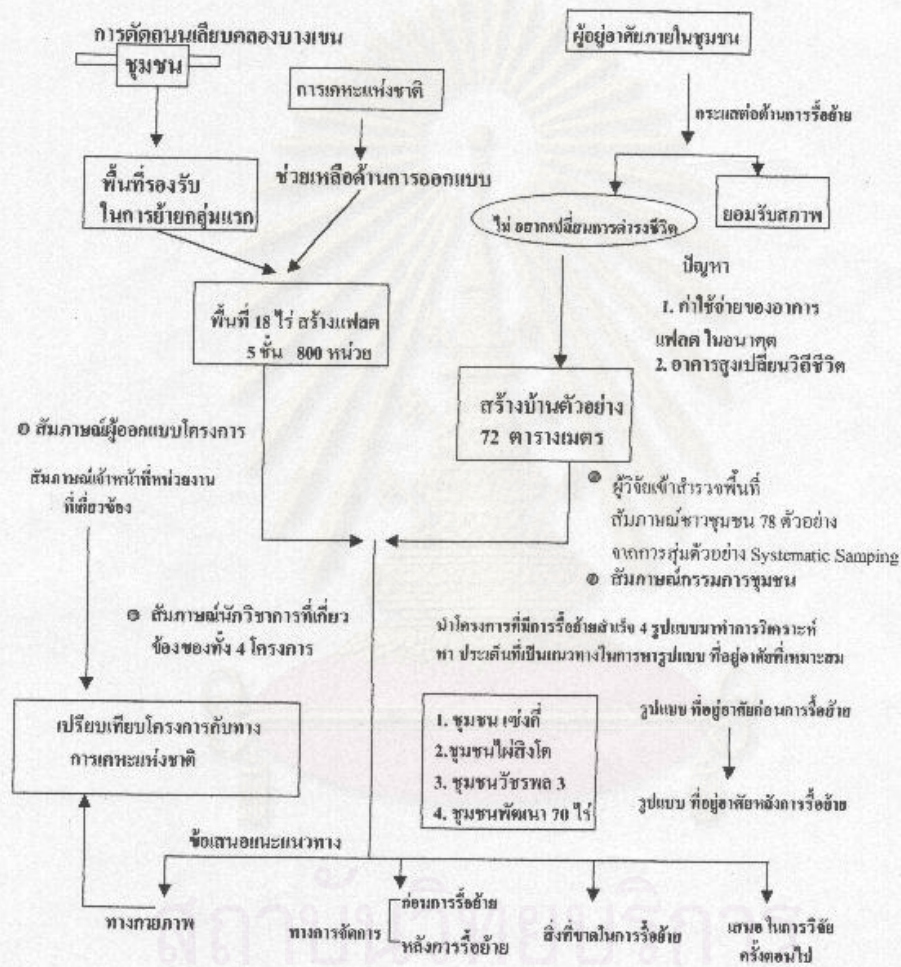 การตัดถนนเลียบคลองบางเขน
ชุมชน
การเคหะแห่งชาติ
ผู้อยู่อาศัยภายในชุมชน
กระแสต่อต้านการรื้อย้าย
พื้นที่รองรับ
ในการย้ายกลุ่มแรก
ช่วยเหลือด้านการออกแบบ
ไม่ อยากเปลี่ยนการดำรงชีวิต
ยอมรับสภาพ
ปัญหา
1. ค่าใช้จ่ายของอาคาร
แฟลต ในอนาคต
2. อาคารสูงเปลี่ยนวิถีชีวิต
พื้นที่ 18 ไร่ สร้างแฟลต
5 ชั้น 800 หน่วย
สร้างบ้านตัวอย่าง
72 ตารางเมตร
สัมภาษณ์ผู้ออกแบบโครงการ
สัมภาษณ์เจ้าหน้าที่หน่วยงาน
ที่เกี่ยวข้อง
ผู้วิจัยเข้าสำรวจพื้นที่
สัมภาษณ์ชาวชุมชน 78 ตัวอย่าง
จากการสุ่มตัวอย่าง Systematic Samping
สัมภาษณ์กรรมการชุมชน
สัมภาษณ์นักวิชาการที่เกี่ยว
ข้องของทั้ง 4 โครงการ
นำโครงการที่มีการรื้อย้ายสำเร็จ 4 รูปแบบมาทำการวิเคราะห์
หา ประเด็นที่เป็นแนวทางในการหารูปแบบ ที่อยู่อาศัยที่เหมาะสม
เปรียบเทียบโครงการกับทาง
การเคหะแห่งชาติ
1. ชุมชน เซ่งกี่
2.ชุมชนไผ่สิงโต
3. ชุมชนวัชรพล 3
4. ชุมชนพัฒนา 70 ไร่
รูปแบบ ที่อยู่อาศัยก่อนการรื้อย้าย
รูปแบบ ที่อยู่อาศัยหลังการรื้อย้าย
ข้อเสนอแนะแนวทาง
ทางกายภาพ
ทางการจัดการ
ก่อนการรื้อย้าย
หลังการรื้อย้าย
สิ่งที่ขาดในการรื้อย้าย
เสนอ ในการวิจัย
ครั้งตอนไป
สถาบันวิทยบริการ